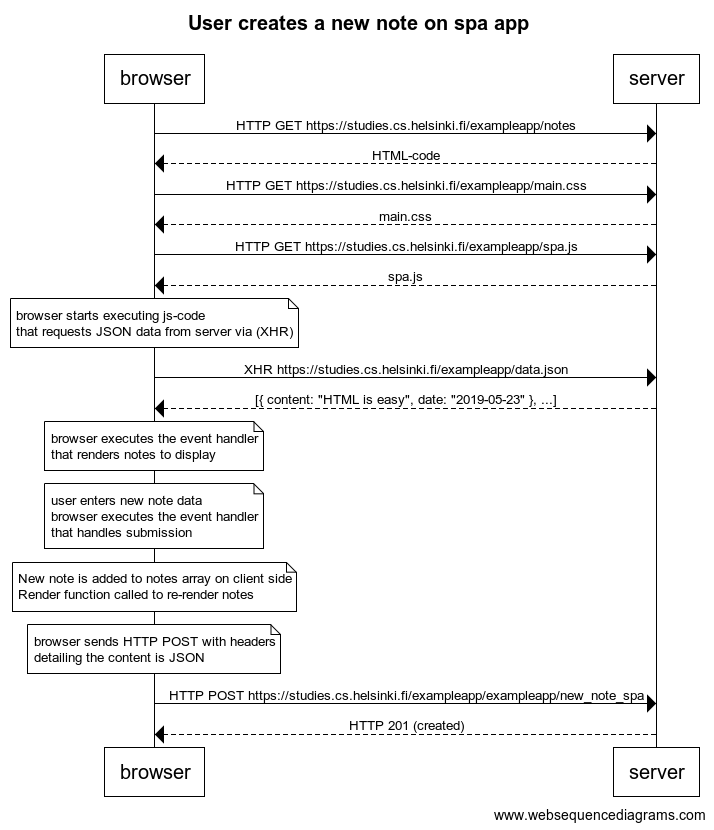 User creates a new note on spa app
browser
server
HTTP GET https://studies.cs.helsinki.fi/exampleapp/notes
HTML-code
HTTP GET https://studies.cs.helsinki.fi/exampleapp/main.css
main.css
HTTP GET https://studies.cs.helsinki.fi/exampleapp/spa.js
spa.js
browser starts executing js-code
that requests JSON data from server via (XHR)
XHR https://studies.cs.helsinki.fi/exampleapp/data.json
[{ content: "HTML is easy", date: "2019-05-23" }, ...]
browser executes the event handler
that renders notes to display
user enters new note data
browser executes the event handler
that handles submission
New note is added to notes array on client side
Render function called to re-render notes
browser sends HTTP POST with headers
detailing the content is JSON
HTTP POST https://studies.cs.helsinki.fi/exampleapp/exampleapp/new_note_spa
HTTP 201 (created)
browser
server
www.websequencediagrams.com